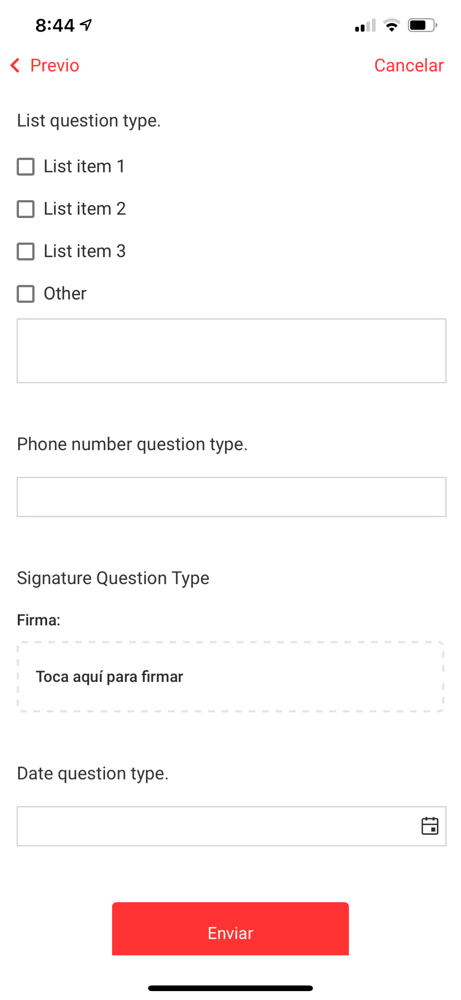 8:44
Previo
Cancelar
List question type.
List item 1
List item 2
List item 3
Other
Phone number question type.
Signature Question Type
Firma:
Toca aquí para firmar
Date question type.
Enviar